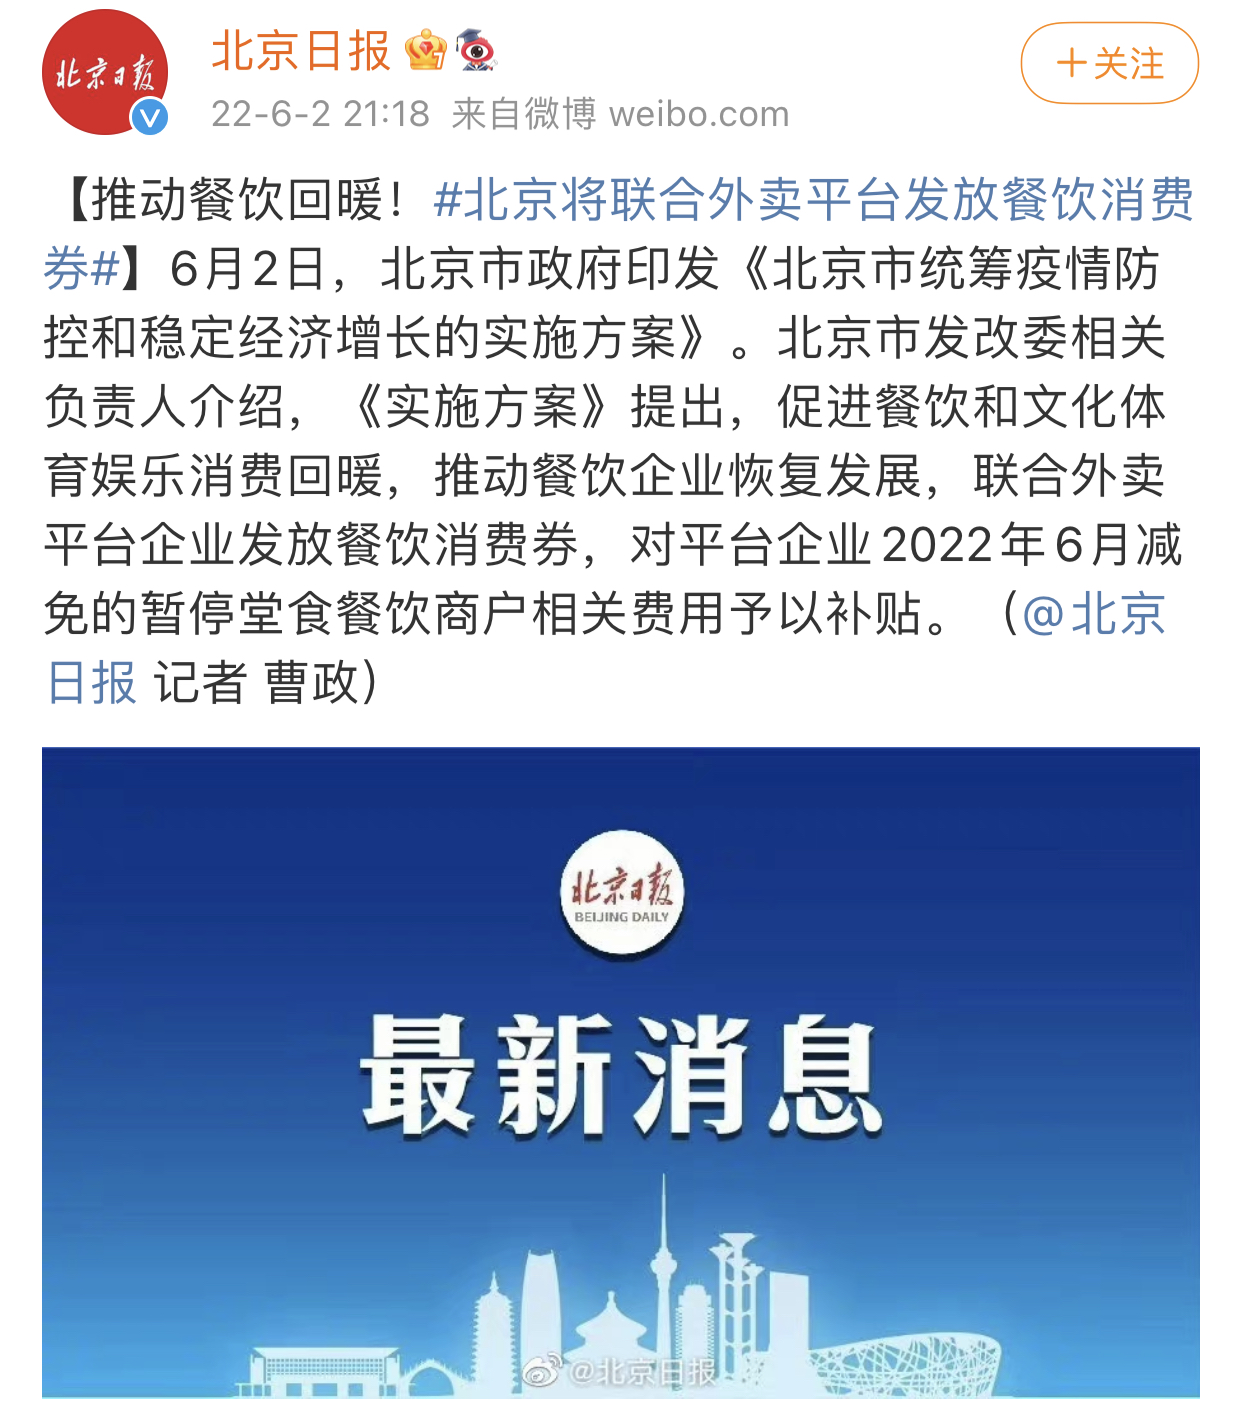 北京日报
北京日报
+关注
22-6-2 21:18 来自微博 weibo.com
【推动餐饮回暖！#北京将联合外卖平台发放餐饮消费
券#】6月2日，北京市政府印发《北京市统筹疫情防
控和稳定经济增长的实施方案》。北京市发改委相关
负责人介绍，《实施方案》提出，促进餐饮和文化体
育娱乐消费回暖，推动餐饮企业恢复发展，联合外卖
平台企业发放餐饮消费券，对平台企业2022年6月减
免的暂停堂食餐饮商户相关费用予以补贴。（@北京
日报 记者 曹政）
北京日报
BEIJING DAILY
最新消息
@北京日报